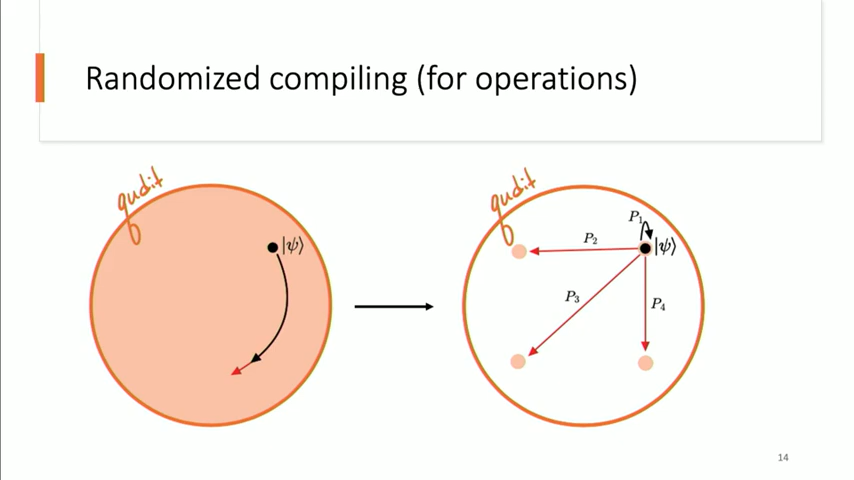 Randomized compiling (for operations)
qudit
|ψ⟩
qudit
P₁
|ψ⟩
P₂
P₃
P₄
14